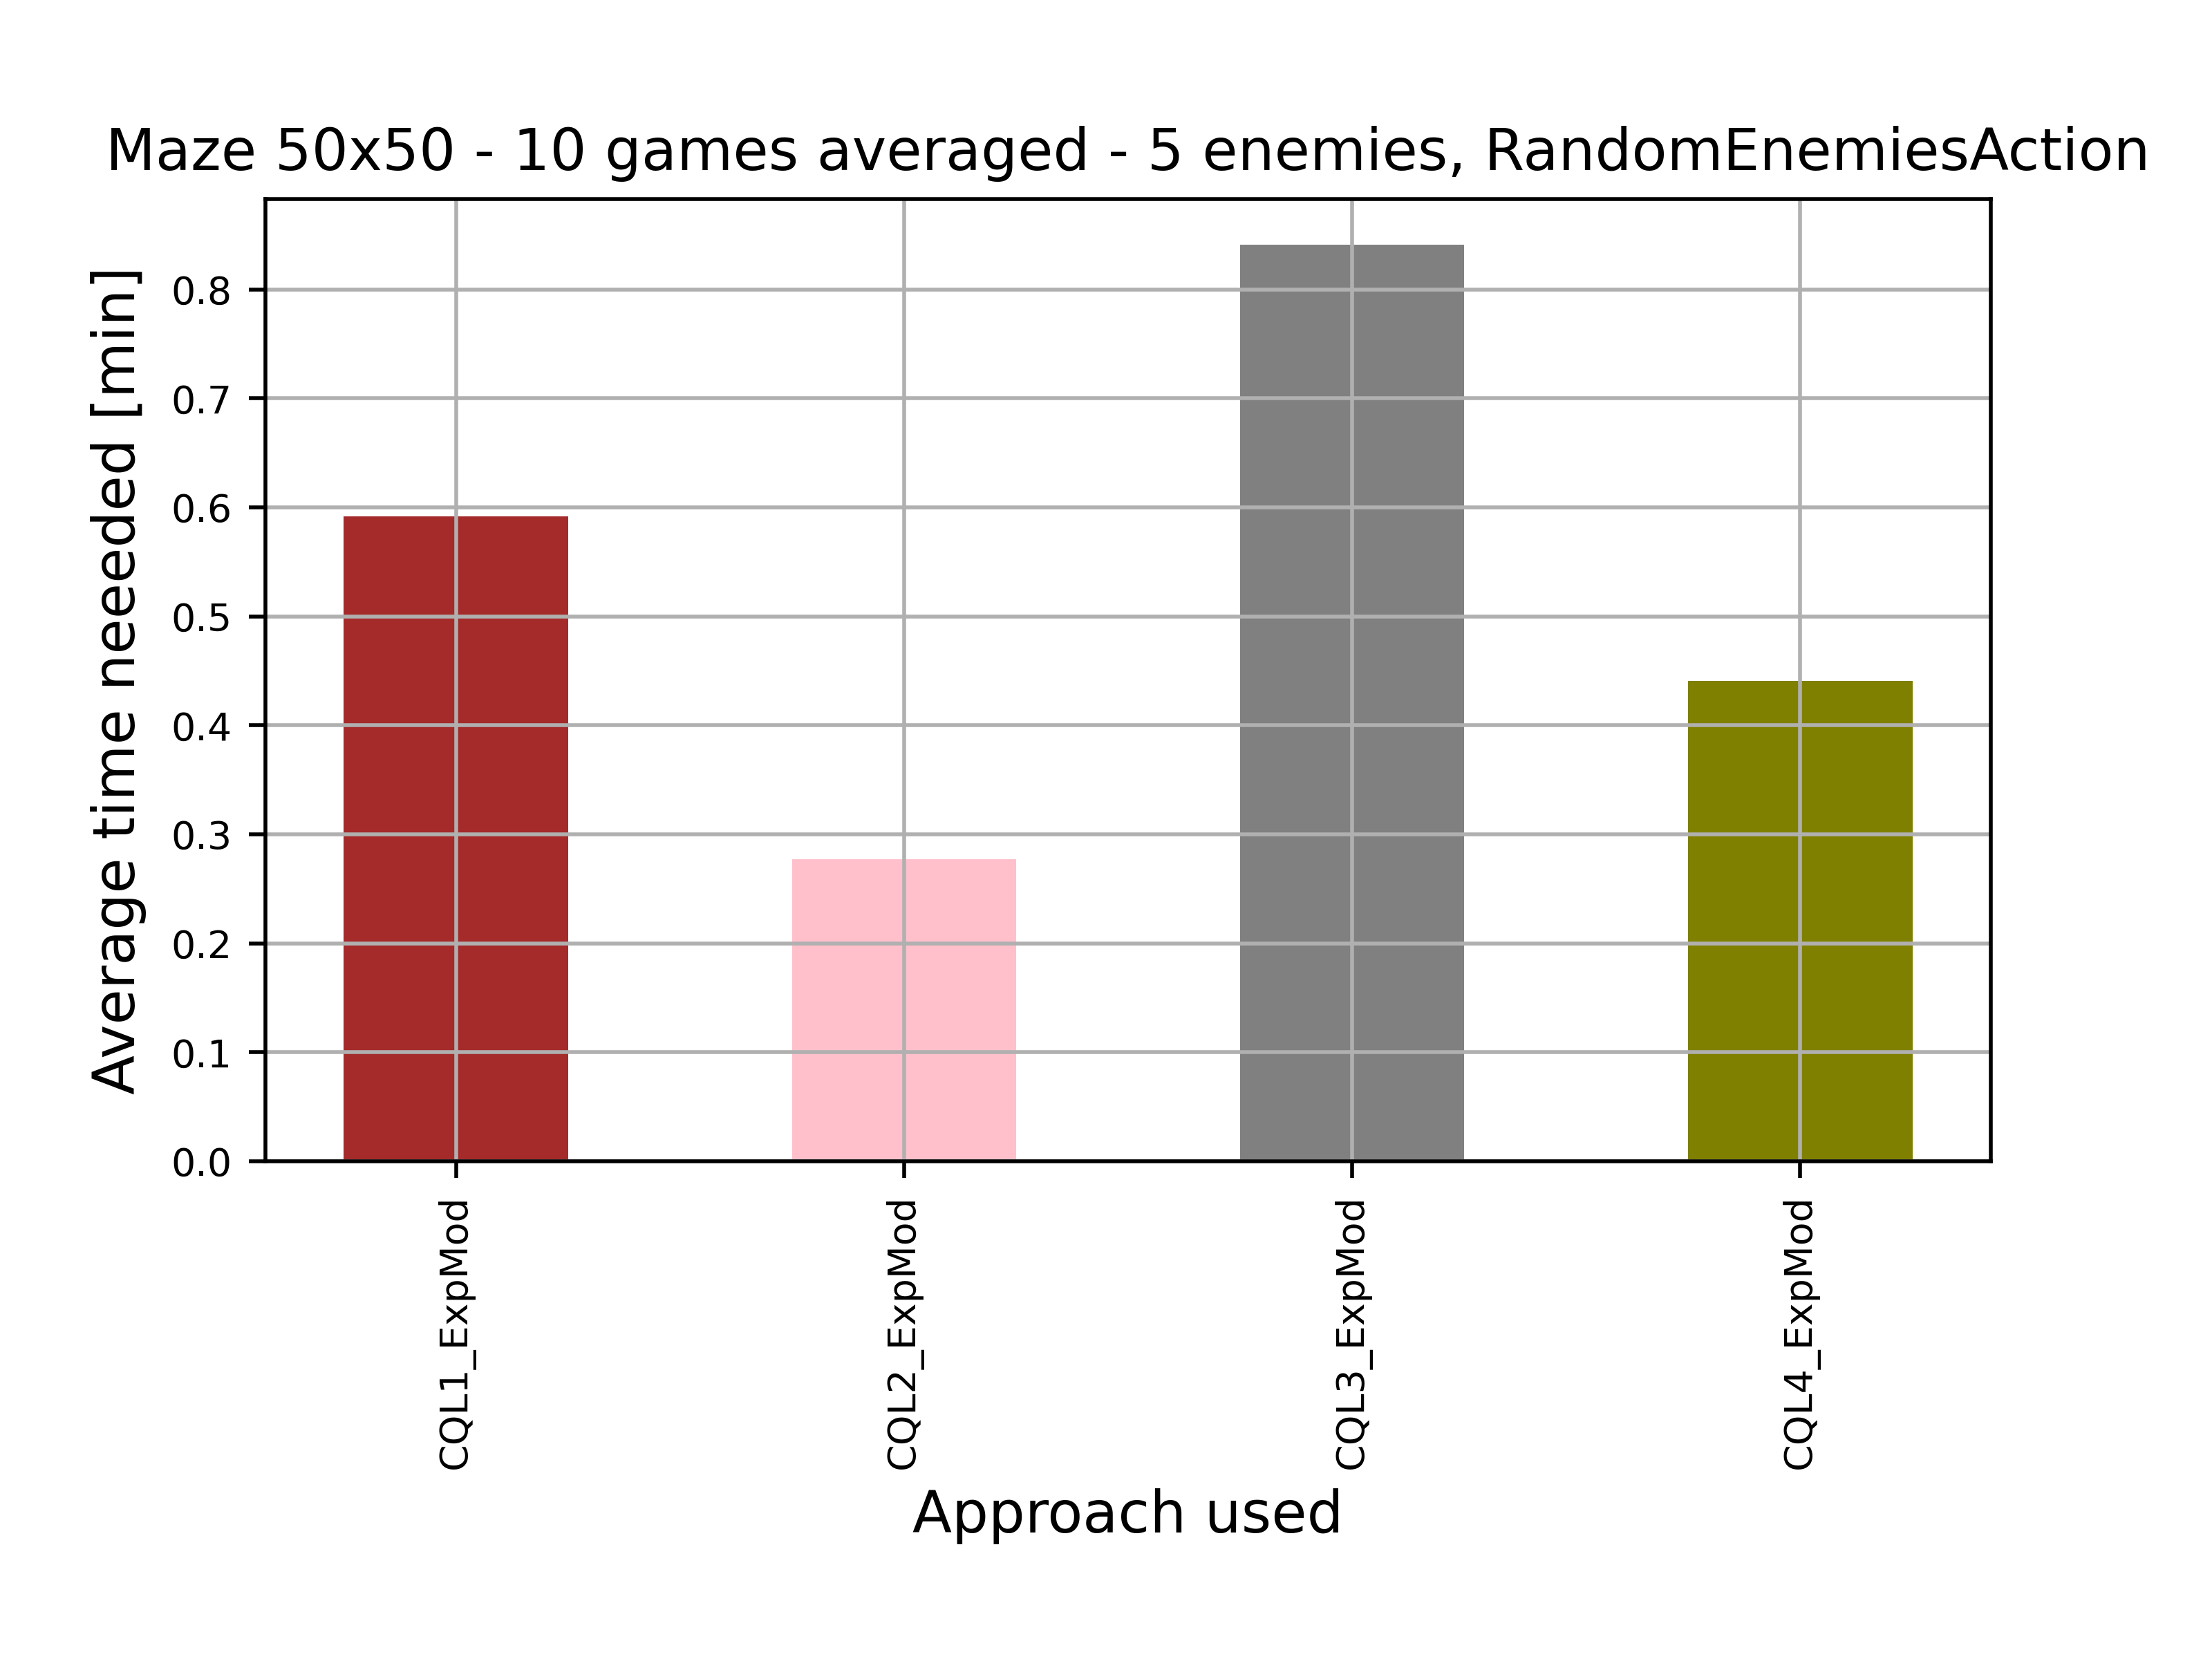 Maze 50x50 - 10 games averaged - 5 enemies, RandomEnemiesAction
Average time needed [min]
0.8
0.7
0.6
0.5
0.4
0.3
0.2
0.1
0.0
CQL1_ExpMod
CQL2_ExpMod
CQL3_ExpMod
CQL4_ExpMod
Approach used